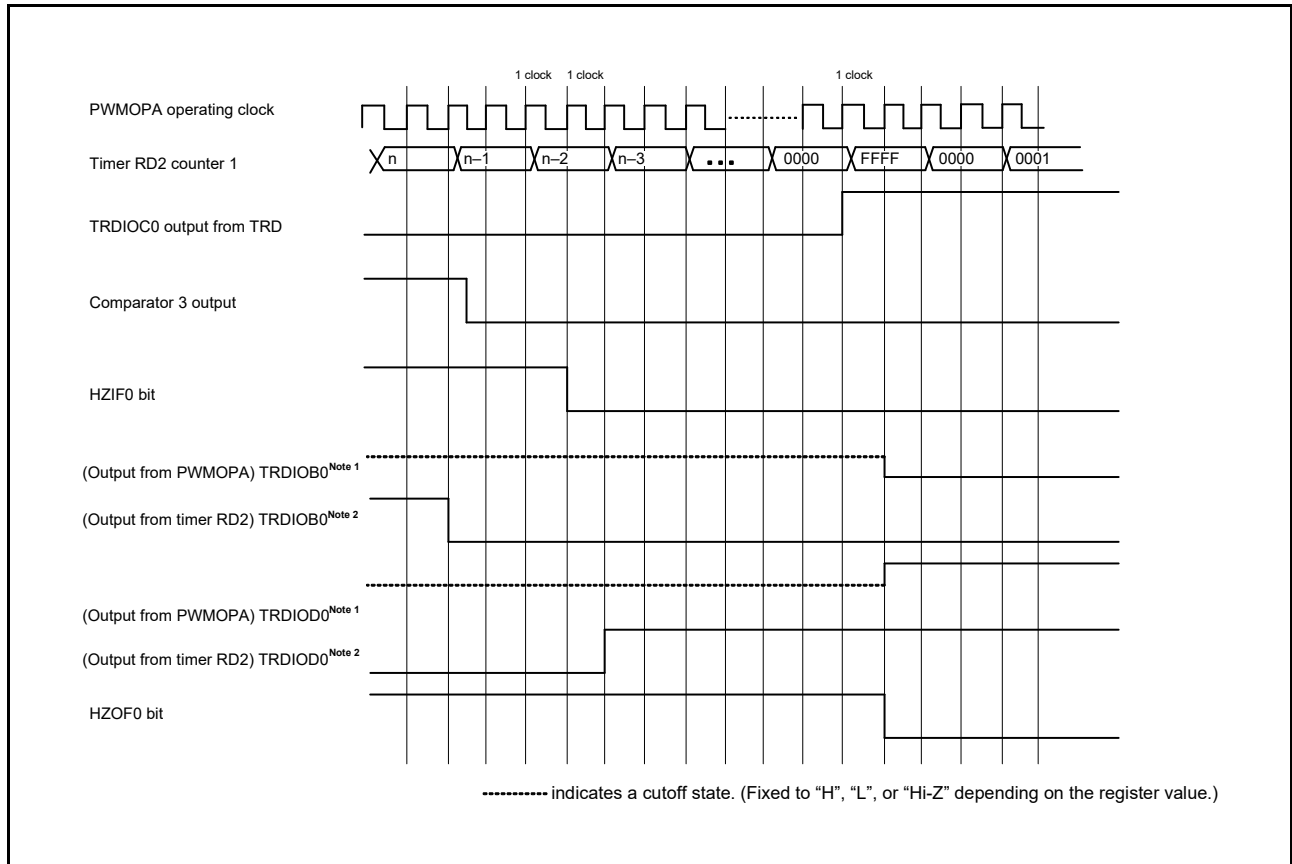 1 clock 1 clock 1 clock
PWMOPA operating clock
Timer RD2 counter 1 n n–1 n–2 n–3 ... 0000 FFFF 0000 0001
TRDIOC0 output from TRD
Comparator 3 output
HZIF0 bit
(Output from PWMOPA) TRDIOB0Note 1
(Output from timer RD2) TRDIOB0Note 2
(Output from PWMOPA) TRDIOD0Note 1
(Output from timer RD2) TRDIOD0Note 2
HZOF0 bit
indicates a cutoff state. (Fixed to “H”, “L”, or “Hi-Z” depending on the register value.)